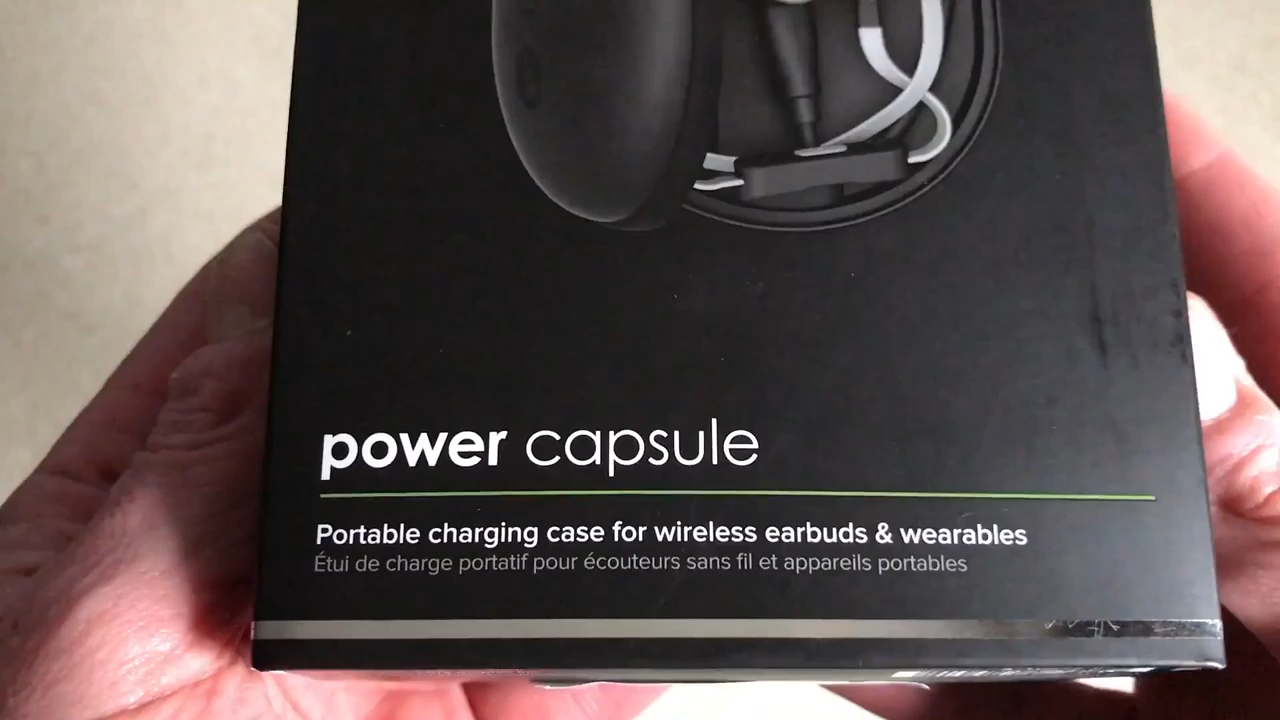 power capsule
Portable charging case for wireless earbuds & wearables
Étui de charge portatif pour écouteurs sans fil et appareils portables